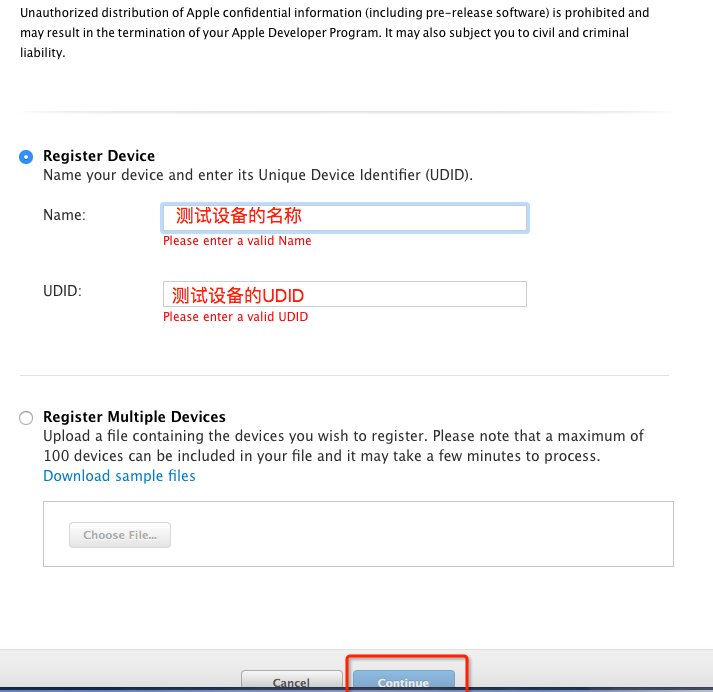 Unauthorized distribution of Apple confidential information (including pre-release software) is prohibited and
may result in the termination of your Apple Developer Program. It may also subject you to civil and criminal
liability.
Register Device
Name your device and enter its Unique Device Identifier (UDID).
Name:
测试设备的名称
Please enter a valid Name
UDID:
测试设备的UDID
Please enter a valid UDID
Register Multiple Devices
Upload a file containing the devices you wish to register. Please note that a maximum of
100 devices can be included in your file and it may take a few minutes to process.
Download sample files
Choose File...
Cancel
Continue